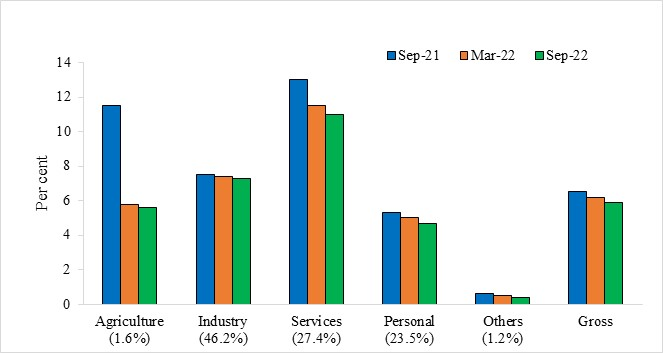 Sep-21 Mar-22 Sep-22
14
12
10
8
6
4
2
0
Per cent
Agriculture Industry Services Personal Others Gross
(1.6%) (46.2%) (27.4%) (23.5%) (1.2%)